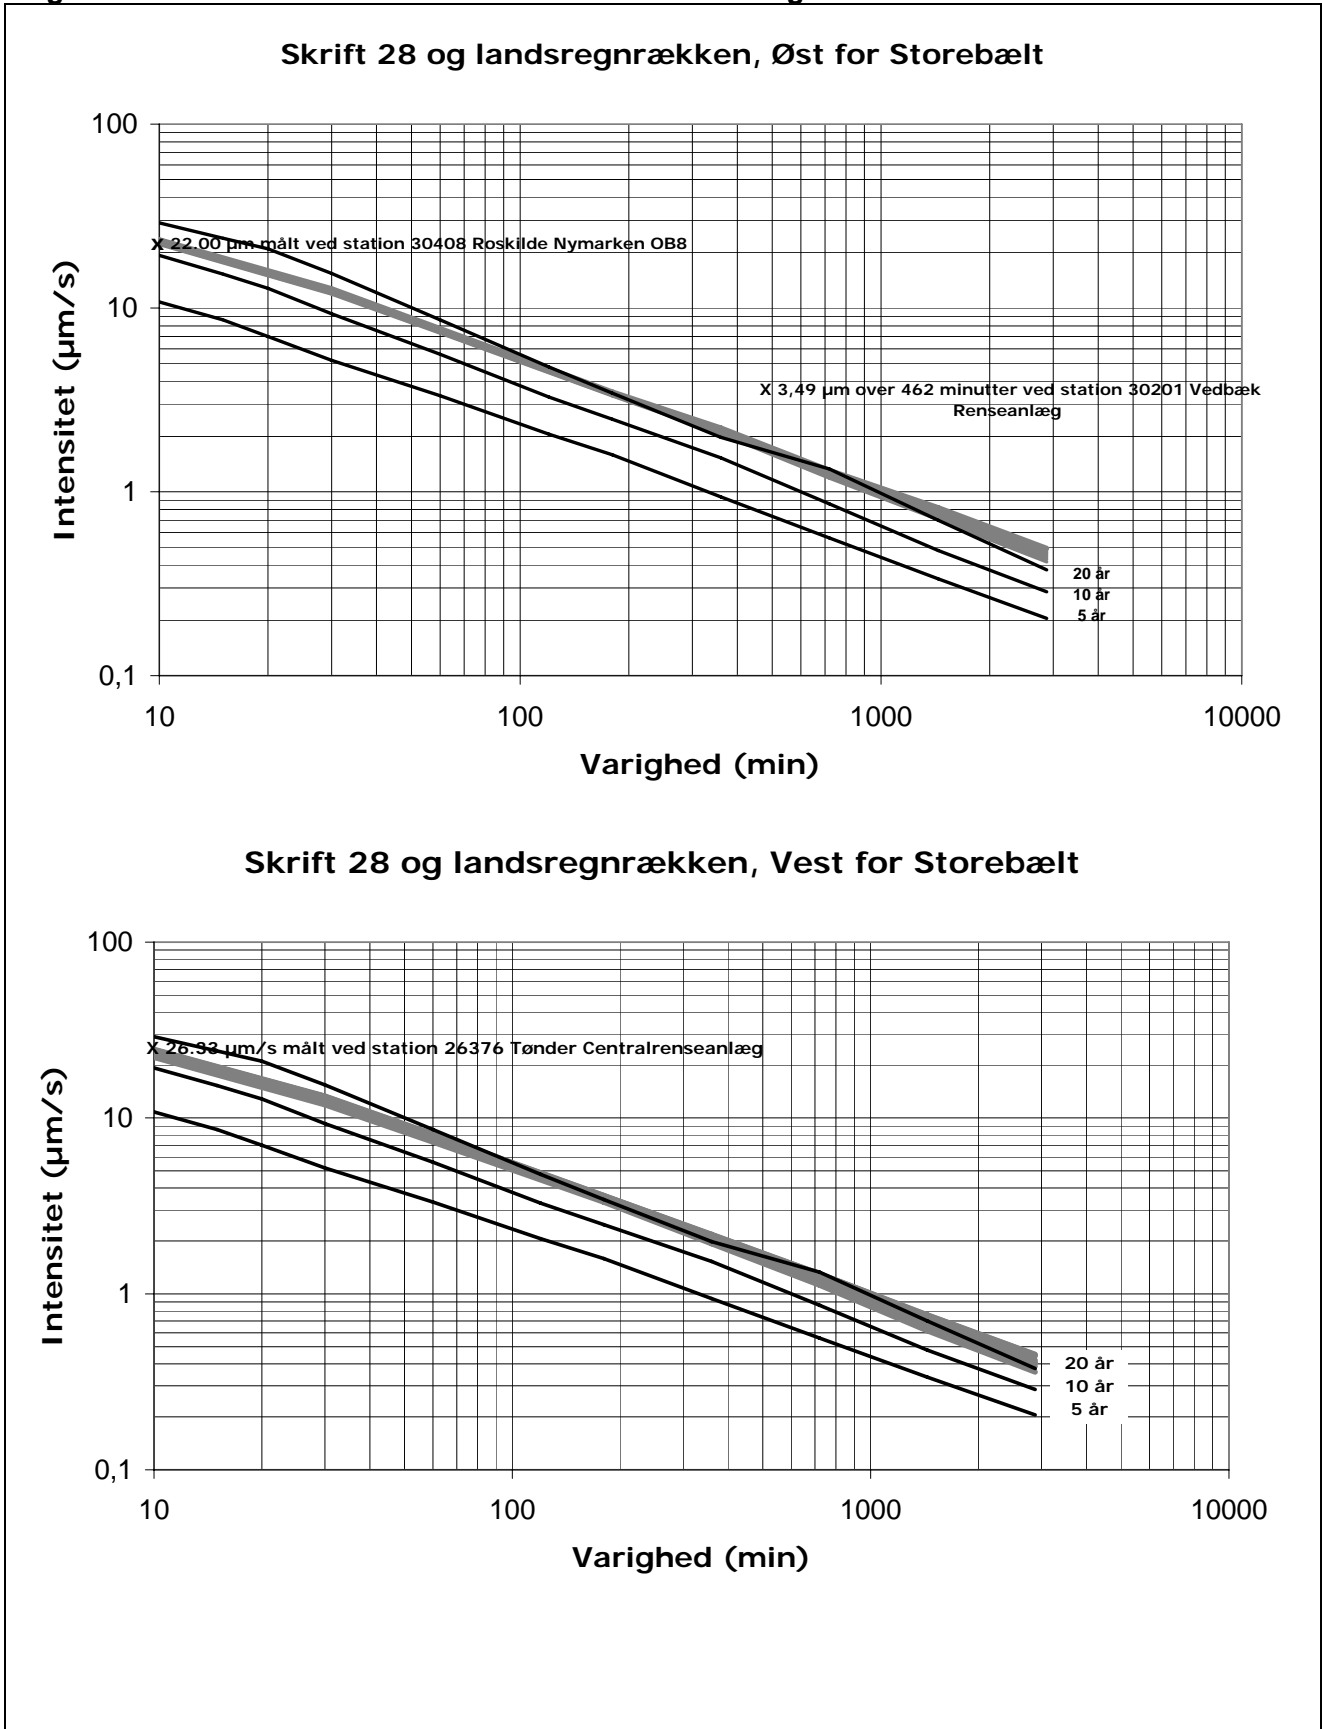 Skrift 28 og landsregnrækken, Øst for Storebælt
100
X 22.00 µm målt ved station 30408 Roskilde Nymarken OB8
10
X 3,49 µm over 462 minutter ved station 30201 Vedbæk
Renseanlæg
1
20 år
10 år
5 år
0,1
Intensitet (µm/s)
10 100 1000 10000
Varighed (min)
Skrift 28 og landsregnrækken, Vest for Storebælt
100
X 26.33 µm/s målt ved station 26376 Tønder Centralrenseanlæg
10
1
20 år
10 år
5 år
0,1
Intensitet (µm/s)
10 100 1000 10000
Varighed (min)